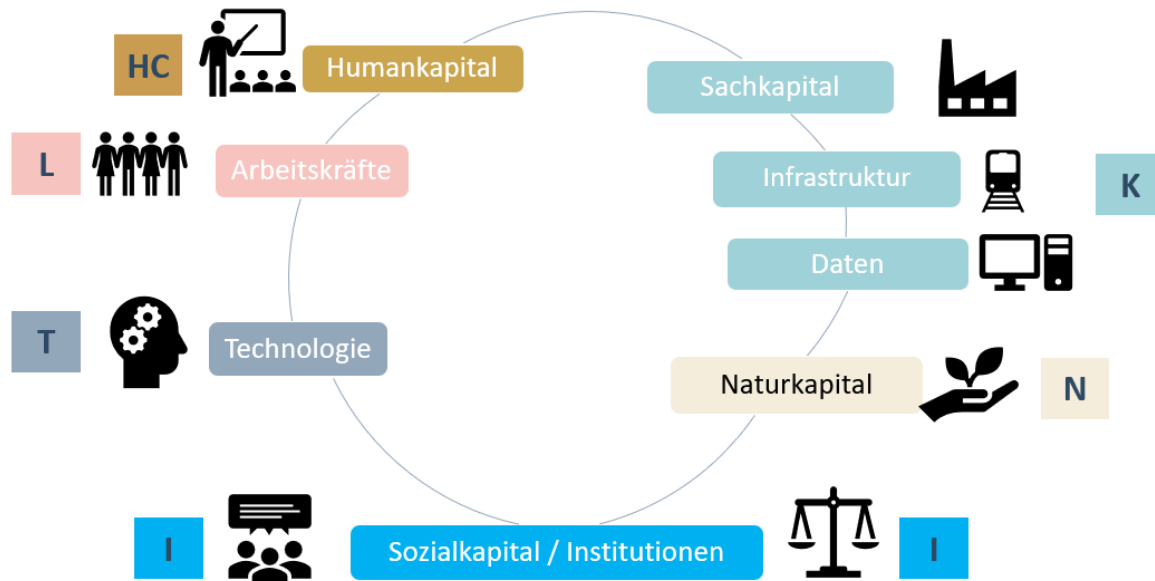 HC
Humankapital
Sachkapital
L
Arbeitskräfte
Infrastruktur
K
Daten
T
Technologie
Naturkapital
N
I
Sozialkapital / Institutionen
I